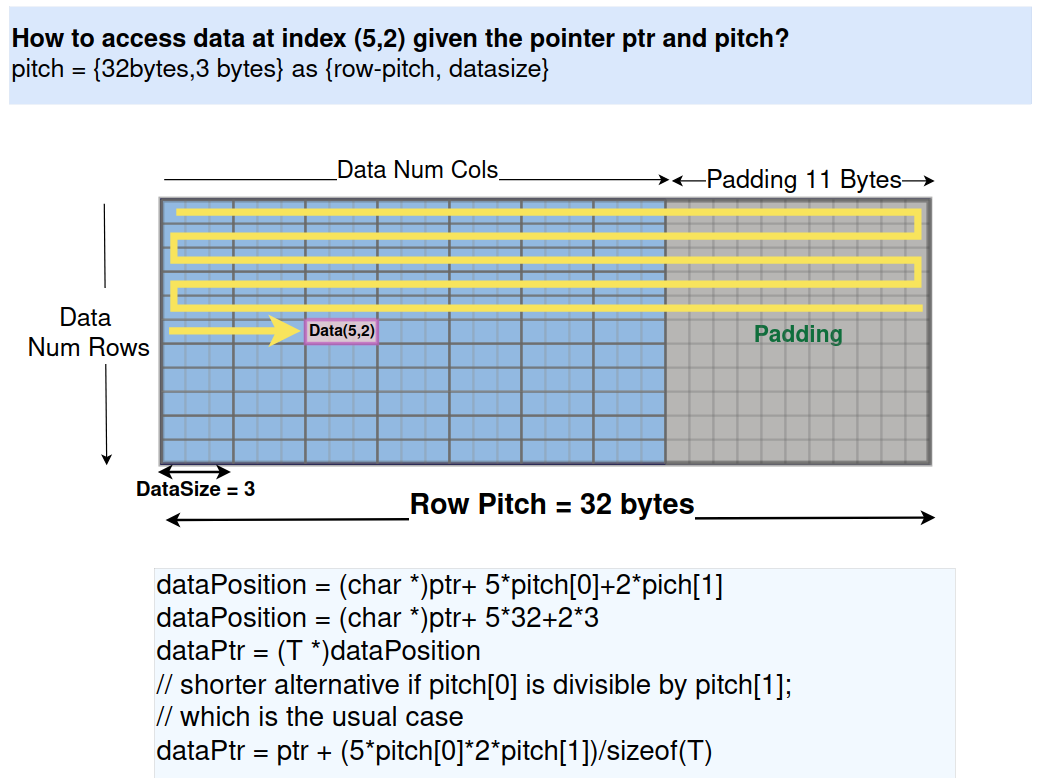 How to access data at index (5,2) given the pointer ptr and pitch?
pitch = {32bytes,3 bytes} as {row-pitch, datasize}
Data Num Cols
Padding 11 Bytes
Data
Num Rows
Data(5,2)
Padding
DataSize = 3
Row Pitch = 32 bytes
dataPosition = (char *)ptr+ 5*pitch[0]+2*pich[1]
dataPosition = (char *)ptr+ 5*32+2*3
dataPtr = (T *)dataPosition
// shorter alternative if pitch[0] is divisible by pitch[1];
// which is the usual case
dataPtr = ptr + (5*pitch[0]*2*pitch[1])/sizeof(T)